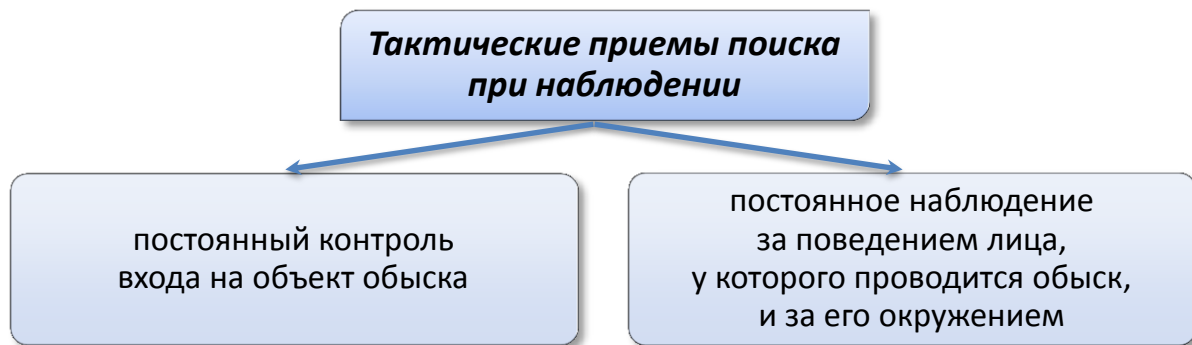 Тактические приемы поиска
при наблюдении
постоянный контроль
входа на объект обыска
постоянное наблюдение
за поведением лица,
у которого проводится обыск,
и за его окружением